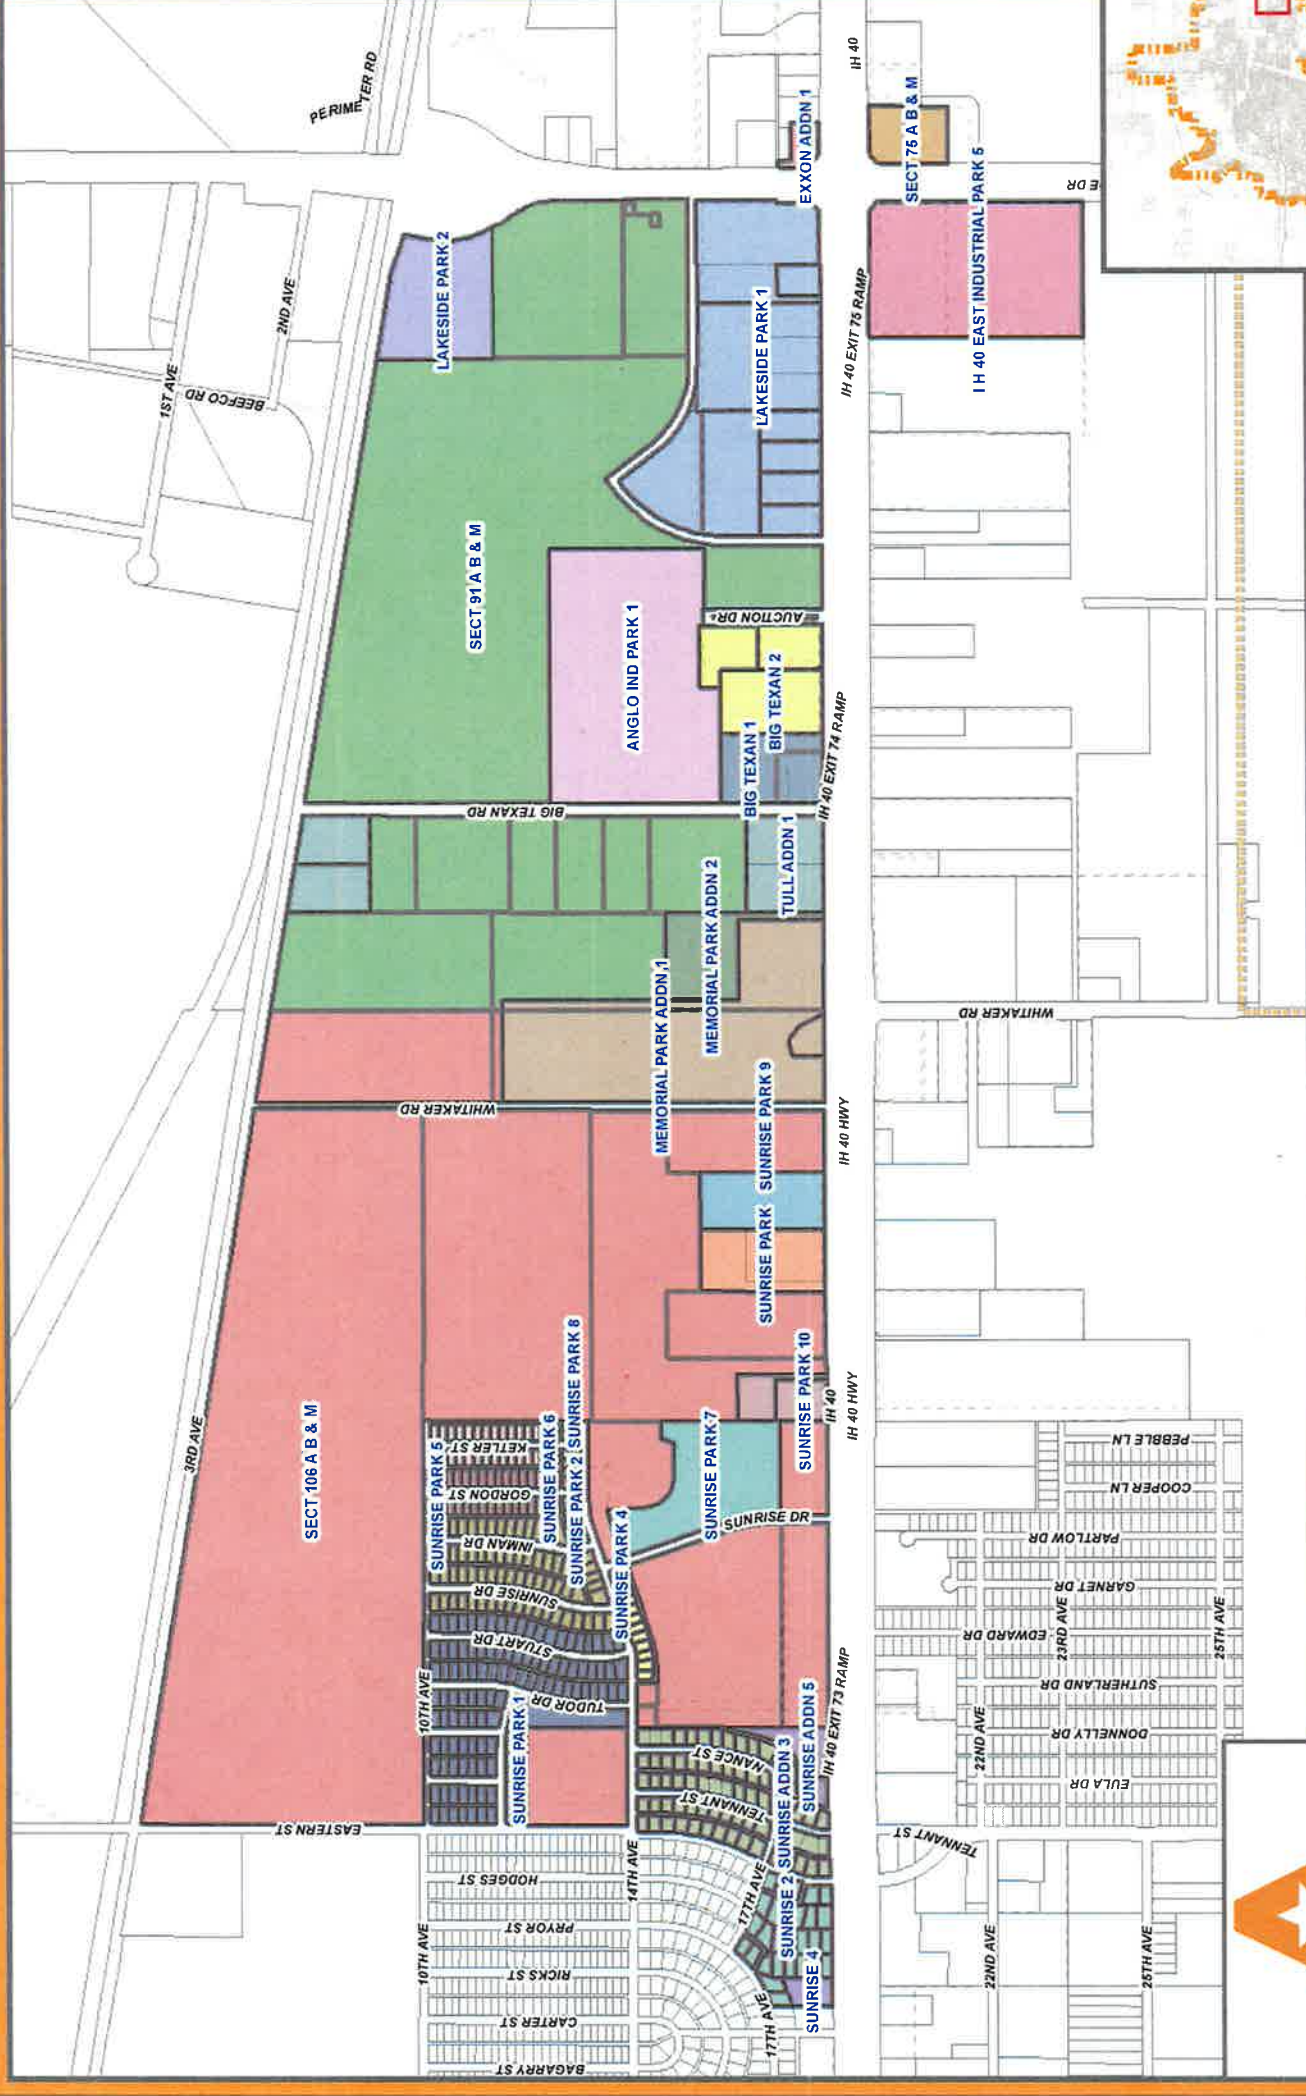 PERIMETER RD
IH 40
2ND AVE
1ST AVE
BEEFCO RD
LAKESIDE PARK 2
EXXON ADDN 1
SECT 75 A B & M
E DR
LAKESIDE PARK 1
IH 40 EXIT 75 RAMP
I H 40 EAST INDUSTRIAL PARK 5
SECT 91 A B & M
ANGLO IND PARK 1
AUCTION DR
BIG TEXAN 2
BIG TEXAN 1
IH 40 EXIT 74 RAMP
BIG TEXAN RD
TULL ADDN 1
MEMORIAL PARK ADDN 2
MEMORIAL PARK ADDN 1
WHITAKER RD
WHITAKER RD
SUNRISE PARK 9
IH 40 HWY
SUNRISE PARK
SUNRISE PARK 10
IH 40
IH 40 HWY
3RD AVE
SECT 106 A B & M
SUNRISE PARK 8
SUNRISE PARK 6
SUNRISE PARK 2
SUNRISE PARK 5
KETLER ST
GORDON ST
INMAN DR
SUNRISE DR
STUART DR
TUDOR DR
SUNRISE PARK 7
SUNRISE PARK 4
SUNRISE DR
10TH AVE
SUNRISE PARK 1
NANCE ST
TENNANT ST
SUNRISE ADDN 3
SUNRISE ADDN 5
IH 40 EXIT 73 RAMP
EASTERN ST
HODGES ST
PRYOR ST
RICKS ST
CARTER ST
BAGARRY ST
10TH AVE
14TH AVE
17TH AVE
17TH AVE
SUNRISE 2
SUNRISE 4
PEBBLE LN
COOPER LN
PARTLOW DR
GARNET DR
EDWARD DR
23RD AVE
25TH AVE
SUTHERLAND DR
DONNELLY DR
EULA DR
22ND AVE
TENNANT ST
22ND AVE
25TH AVE